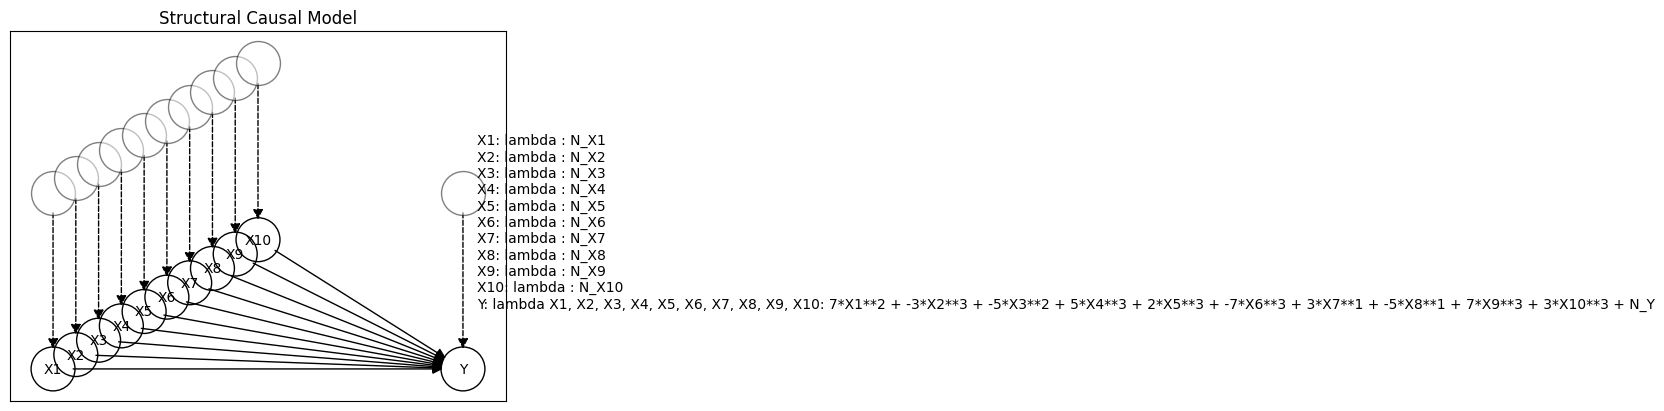 Structural Causal Model
X1: lambda : N_X1
X2: lambda : N_X2
X3: lambda : N_X3
X4: lambda : N_X4
X5: lambda : N_X5
X6: lambda : N_X6
X7: lambda : N_X7
X8: lambda : N_X8
X9: lambda : N_X9
X10: lambda : N_X10
Y: lambda X1, X2, X3, X4, X5, X6, X7, X8, X9, X10: 7*X1**2 + -3*X2**3 + -5*X3**2 + 5*X4**3 + 2*X5**3 + -7*X6**3 + 3*X7**1 + -5*X8**1 + 7*X9**3 + 3*X10**3 + N_Y
X10
X9
X8
X7
X6
X5
X4
X3
X2
X1
Y